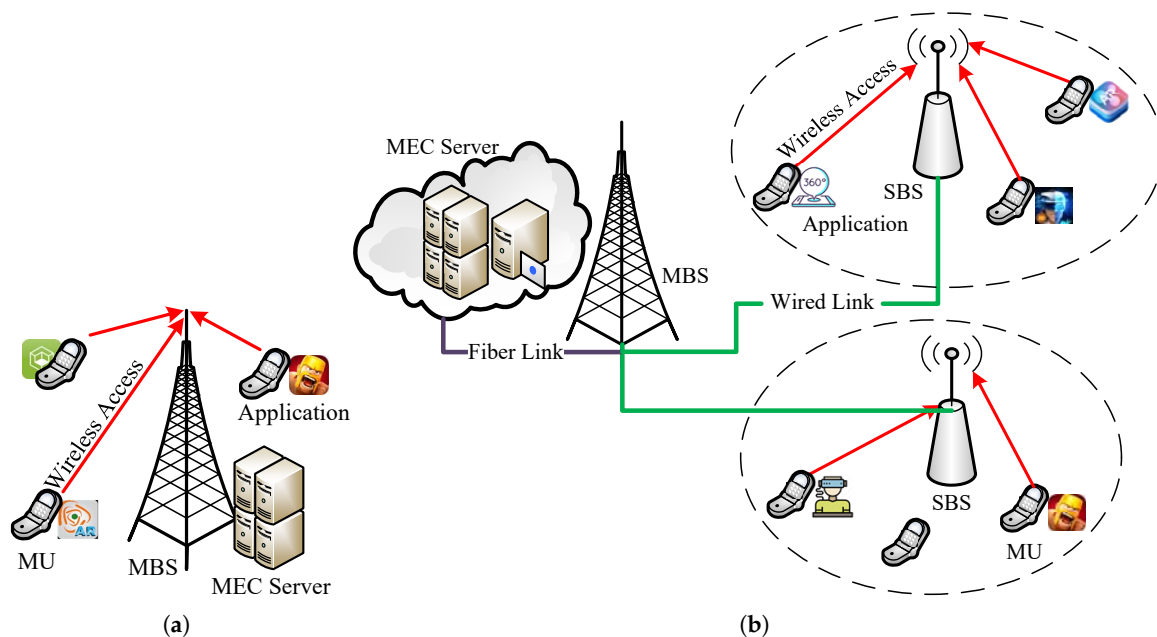 Wireless Access
Application
MU
MBS
MEC Server
AR
(a)
MEC Server
MBS
Fiber Link
Wired Link
Wireless Access
360°
Application
SBS
SBS
MU
(b)